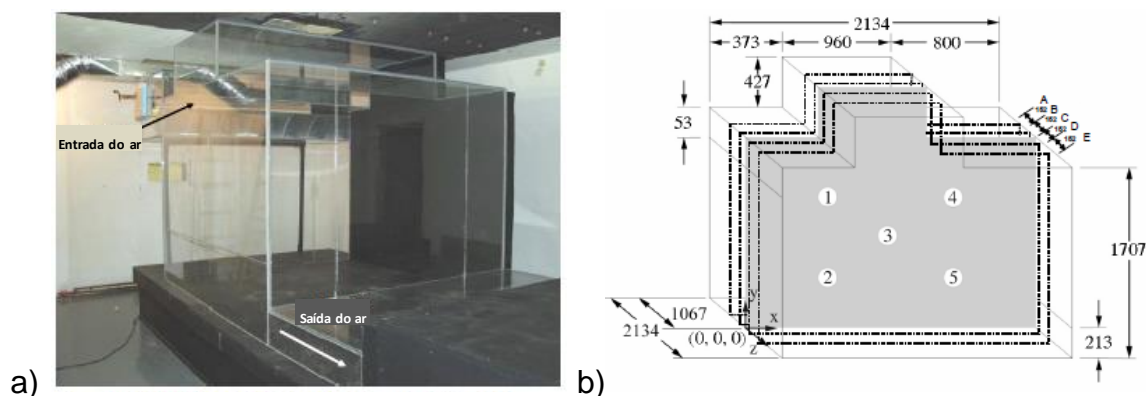 Entrada do ar
Saída do ar
a)
2134
373
960
800
427
53
A
152
B
152
C
152
D
152
E
1
4
3
2
5
1707
y
x
z
(0, 0, 0)
1067
2134
213
b)